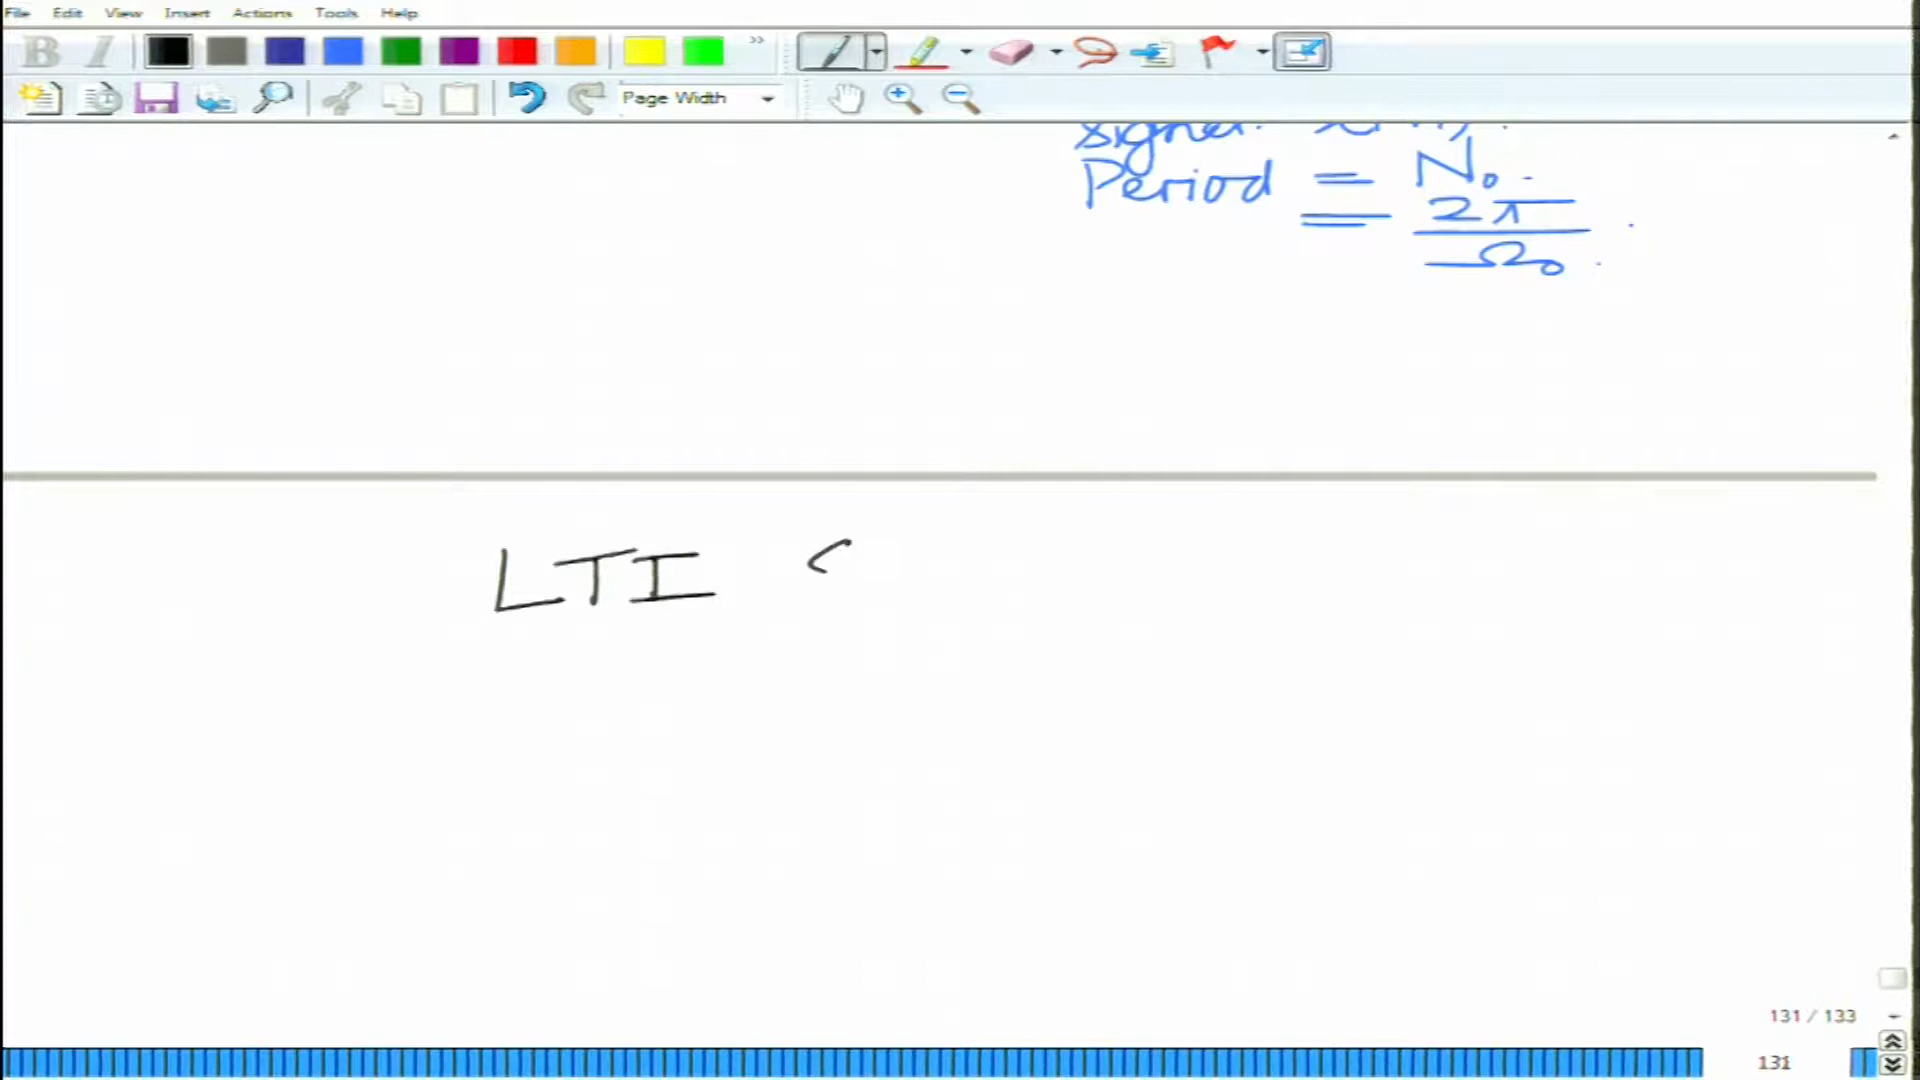 File Edit View Insert Actions Tools Help
B I
Page Width
Period = N₀.
= 2π / Ω₀.
LTI
131 / 133
131